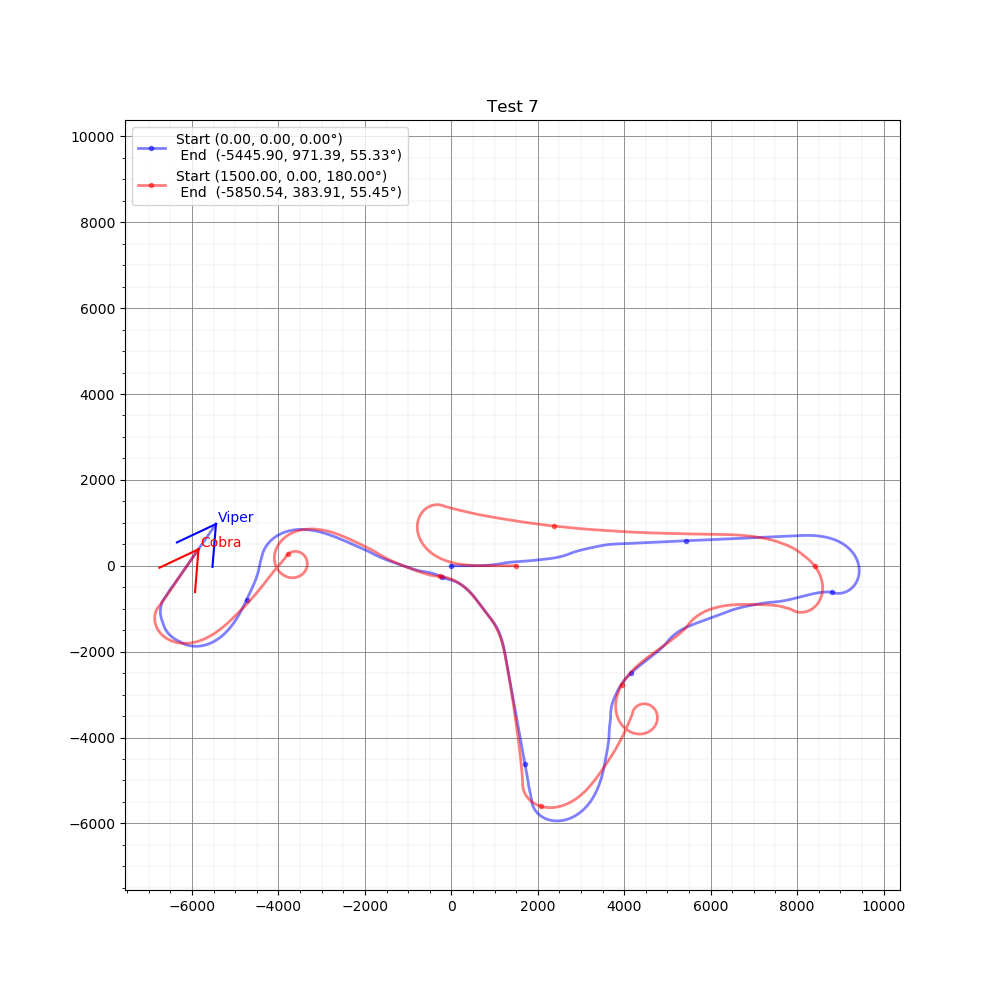 Test 7
Start (0.00, 0.00, 0.00°)
End (-5445.90, 971.39, 55.33°)
Start (1500.00, 0.00, 180.00°)
End (-5850.54, 383.91, 55.45°)
10000
8000
6000
4000
2000
0
−2000
−4000
−6000
Viper
Cobra
−6000 −4000 −2000 0 2000 4000 6000 8000 10000